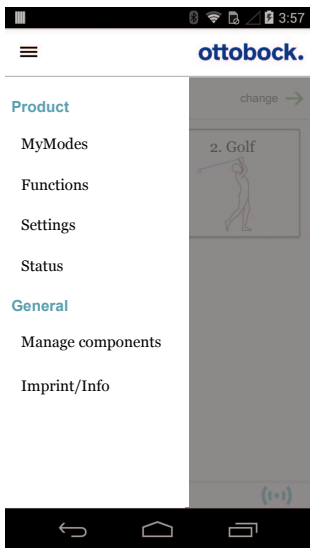 3:57
ottobock.
Product
change
MyModes
2. Golf
Functions
Settings
Status
General
Manage components
Imprint/Info